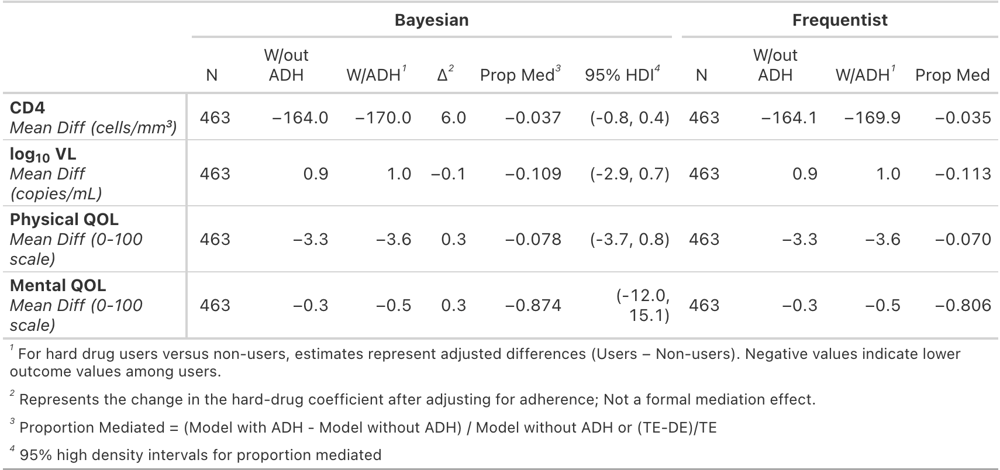 Bayesian Frequentist
W/out W/out
N ADH W/ADH¹ Δ² Prop Med³ 95% HDI⁴ N ADH W/ADH¹ Prop Med
CD4
Mean Diff (cells/mm³) 463 −164.0 −170.0 6.0 −0.037 (-0.8, 0.4) 463 −164.1 −169.9 −0.035
log₁₀ VL
Mean Diff 463 0.9 1.0 −0.1 −0.109 (-2.9, 0.7) 463 0.9 1.0 −0.113
(copies/mL)
Physical QOL
Mean Diff (0-100 463 −3.3 −3.6 0.3 −0.078 (-3.7, 0.8) 463 −3.3 −3.6 −0.070
scale)
Mental QOL
Mean Diff (0-100 463 −0.3 −0.5 0.3 −0.874 (-12.0, 15.1) 463 −0.3 −0.5 −0.806
scale)
¹ For hard drug users versus non-users, estimates represent adjusted differences (Users – Non-users). Negative values indicate lower
outcome values among users.
² Represents the change in the hard-drug coefficient after adjusting for adherence; Not a formal mediation effect.
³ Proportion Mediated = (Model with ADH - Model without ADH) / Model without ADH or (TE-DE)/TE
⁴ 95% high density intervals for proportion mediated